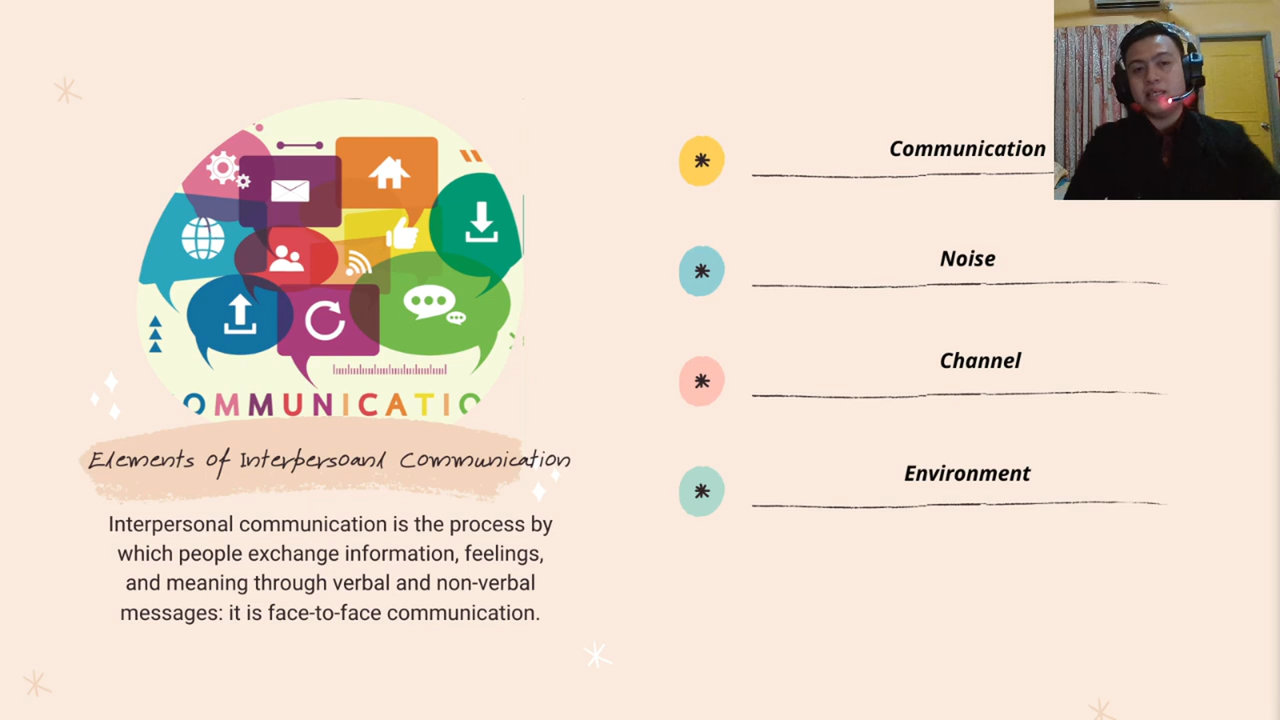 OMMUNICATIO
Elements of Interpersoanl Communication
Interpersonal communication is the process by
which people exchange information, feelings,
and meaning through verbal and non-verbal
messages: it is face-to-face communication.
Communication
Noise
Channel
Environment